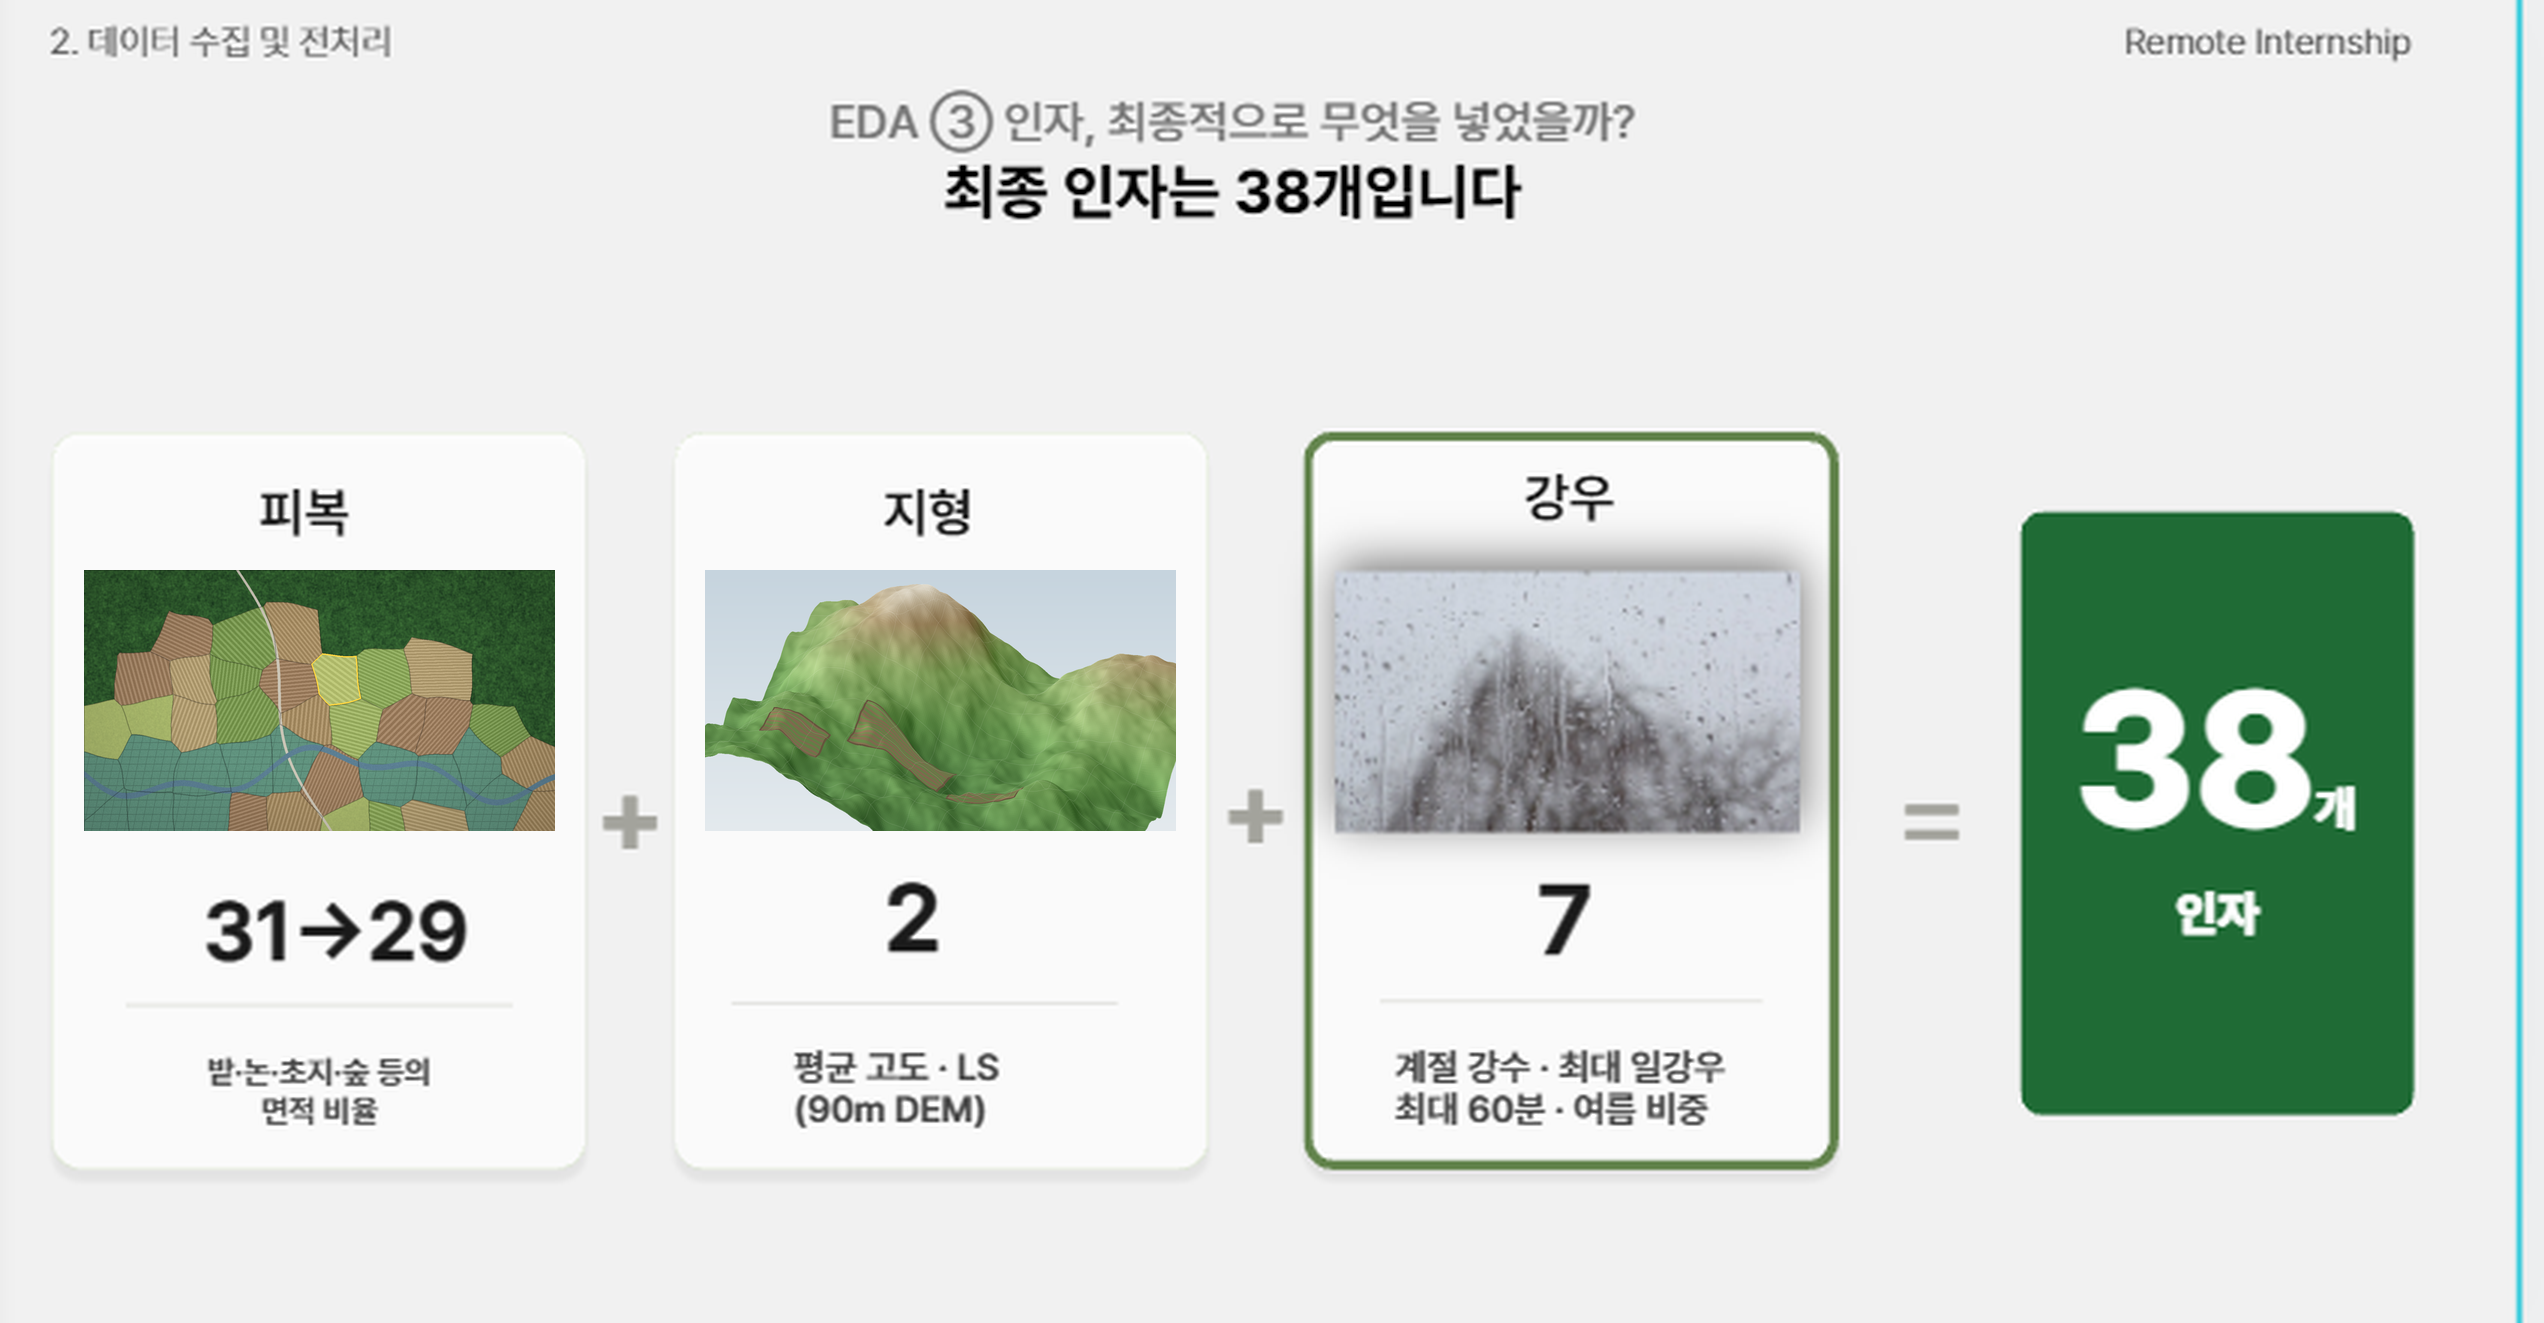 2. 데이터 수집 및 전처리
Remote Internship
EDA ③ 인자, 최종적으로 무엇을 넣었을까?
최종 인자는 38개입니다
피복
31→29
받·논·초지·숲 등의
면적 비율
+
지형
2
평균 고도 · LS
(90m DEM)
+
강우
7
계절 강수 · 최대 일강우
최대 60분 · 여름 비중
=
38개
인자